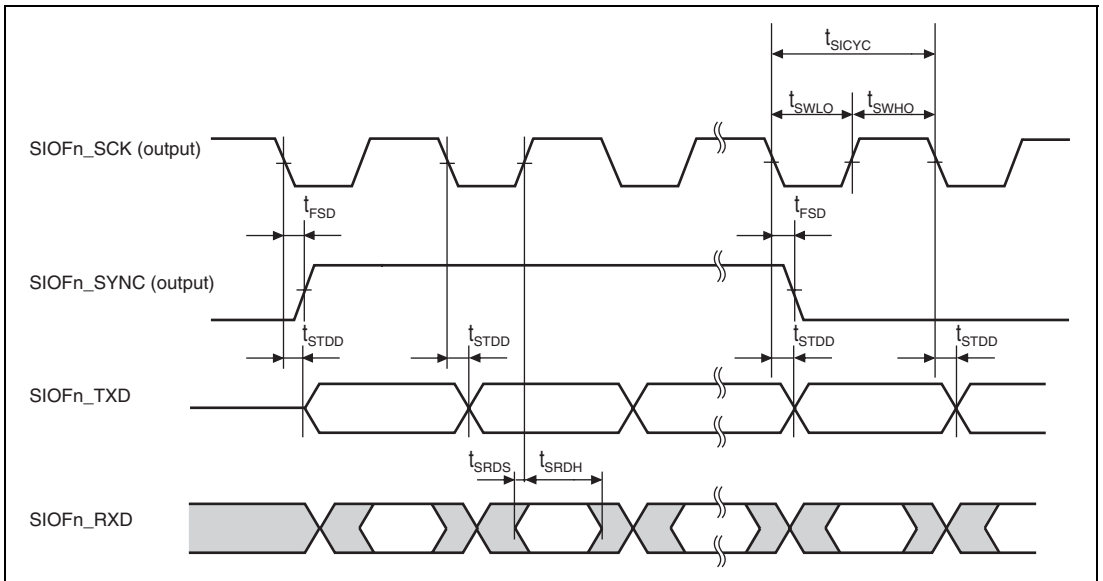 tSICYC
tSWLO tSWHO
SIOFn_SCK (output)
tFSD tFSD
SIOFn_SYNC (output)
tSTDD tSTDD tSTDD tSTDD
SIOFn_TXD
tSRDS tSRDH
SIOFn_RXD